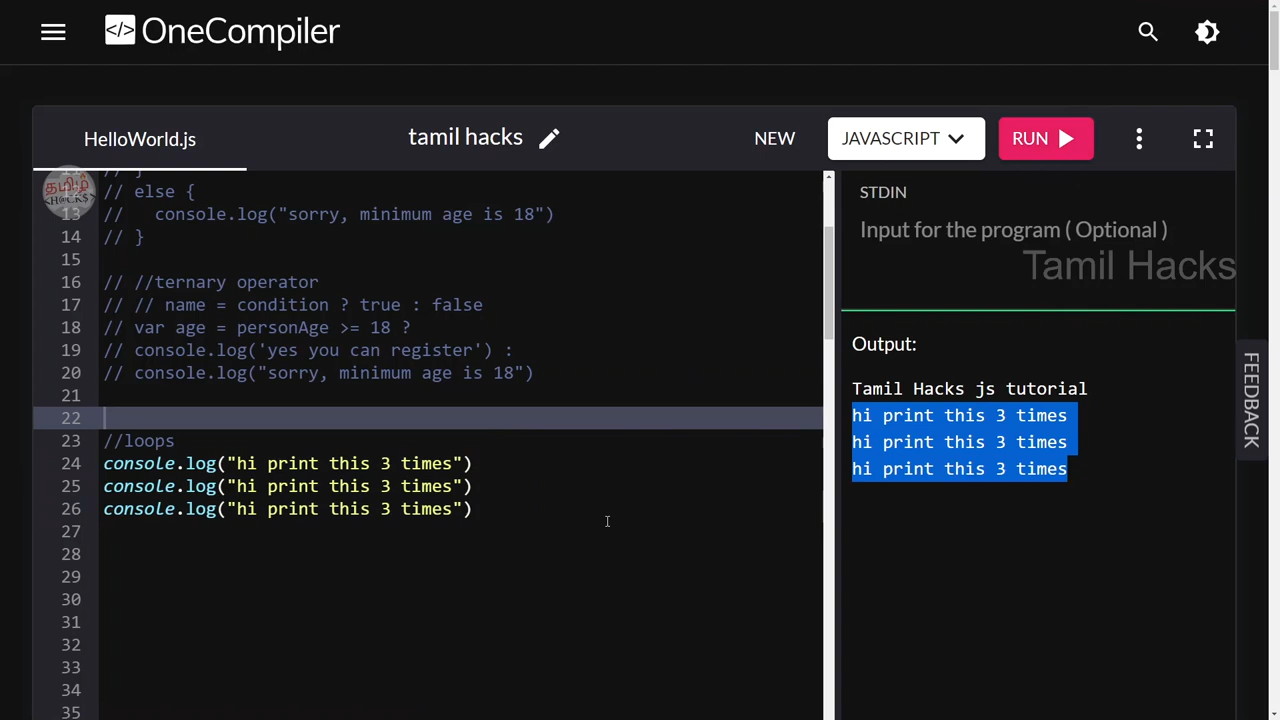 OneCompiler
HelloWorld.js
tamil hacks
NEW
JAVASCRIPT
RUN
தமிழ்
<H@CKS>
// else {
13 //   console.log("sorry, minimum age is 18")
14 // }
15
16 // //ternary operator
17 // // name = condition ? true : false
18 // var age = personAge >= 18 ?
19 // console.log('yes you can register') :
20 // console.log("sorry, minimum age is 18")
21
22
23 //loops
24 console.log("hi print this 3 times")
25 console.log("hi print this 3 times")
26 console.log("hi print this 3 times")
27
28
29
30
31
32
33
34
35
STDIN
Input for the program ( Optional )
Tamil Hacks
Output:
Tamil Hacks js tutorial
hi print this 3 times
hi print this 3 times
hi print this 3 times
FEEDBACK